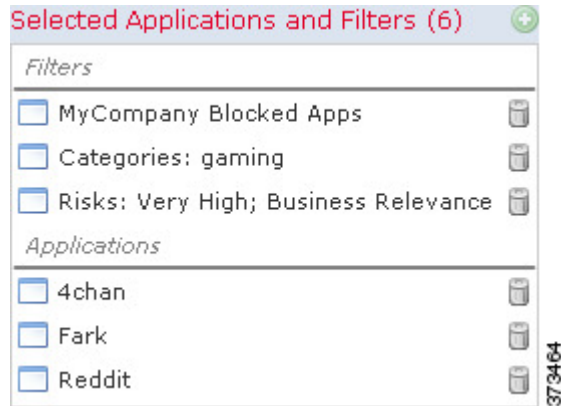 Selected Applications and Filters (6)
Filters
MyCompany Blocked Apps
Categories: gaming
Risks: Very High; Business Relevance
Applications
4chan
Fark
Reddit
373464